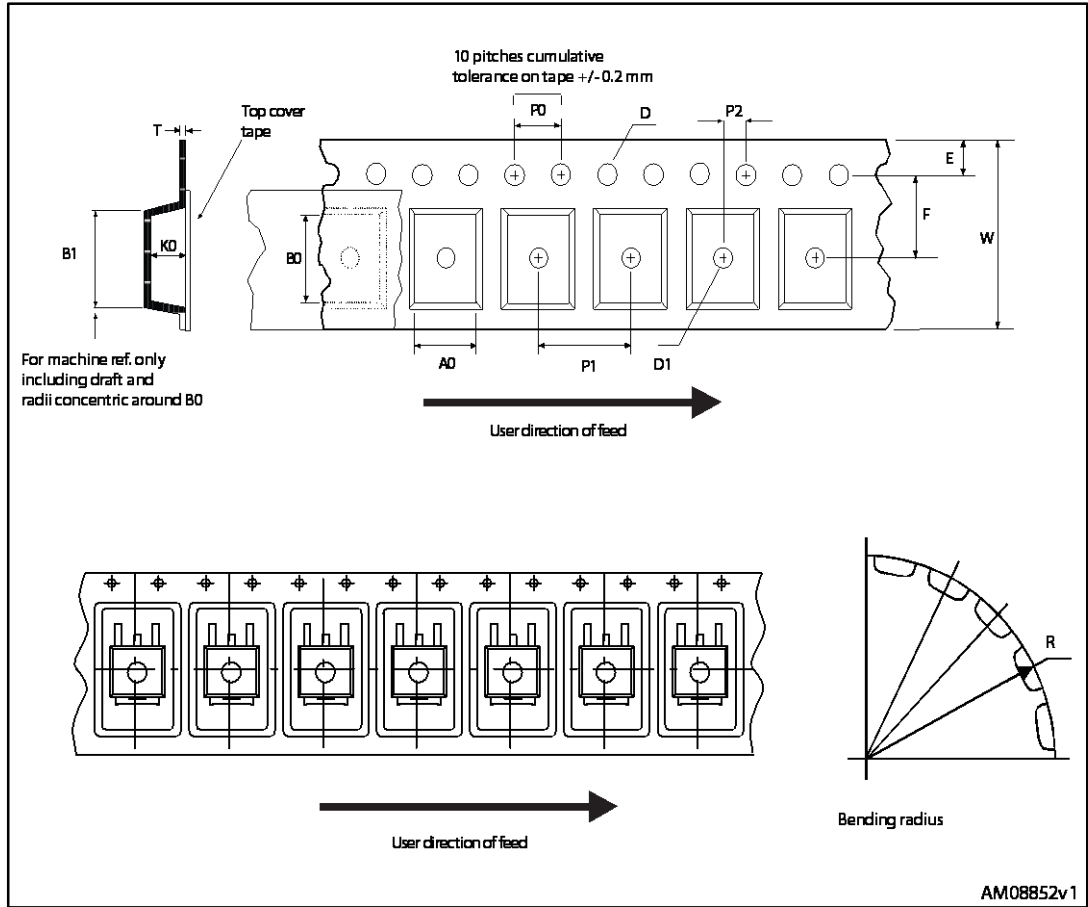 10 pitches cumulative
tolerance on tape +/- 0.2 mm
Top cover
tape
T
P0
D
P2
E
F
W
B1
K0
B0
A0
P1
D1
For machine ref. only
including draft and
radii concentric around B0
User direction of feed
R
Bending radius
User direction of feed
AM08852v1